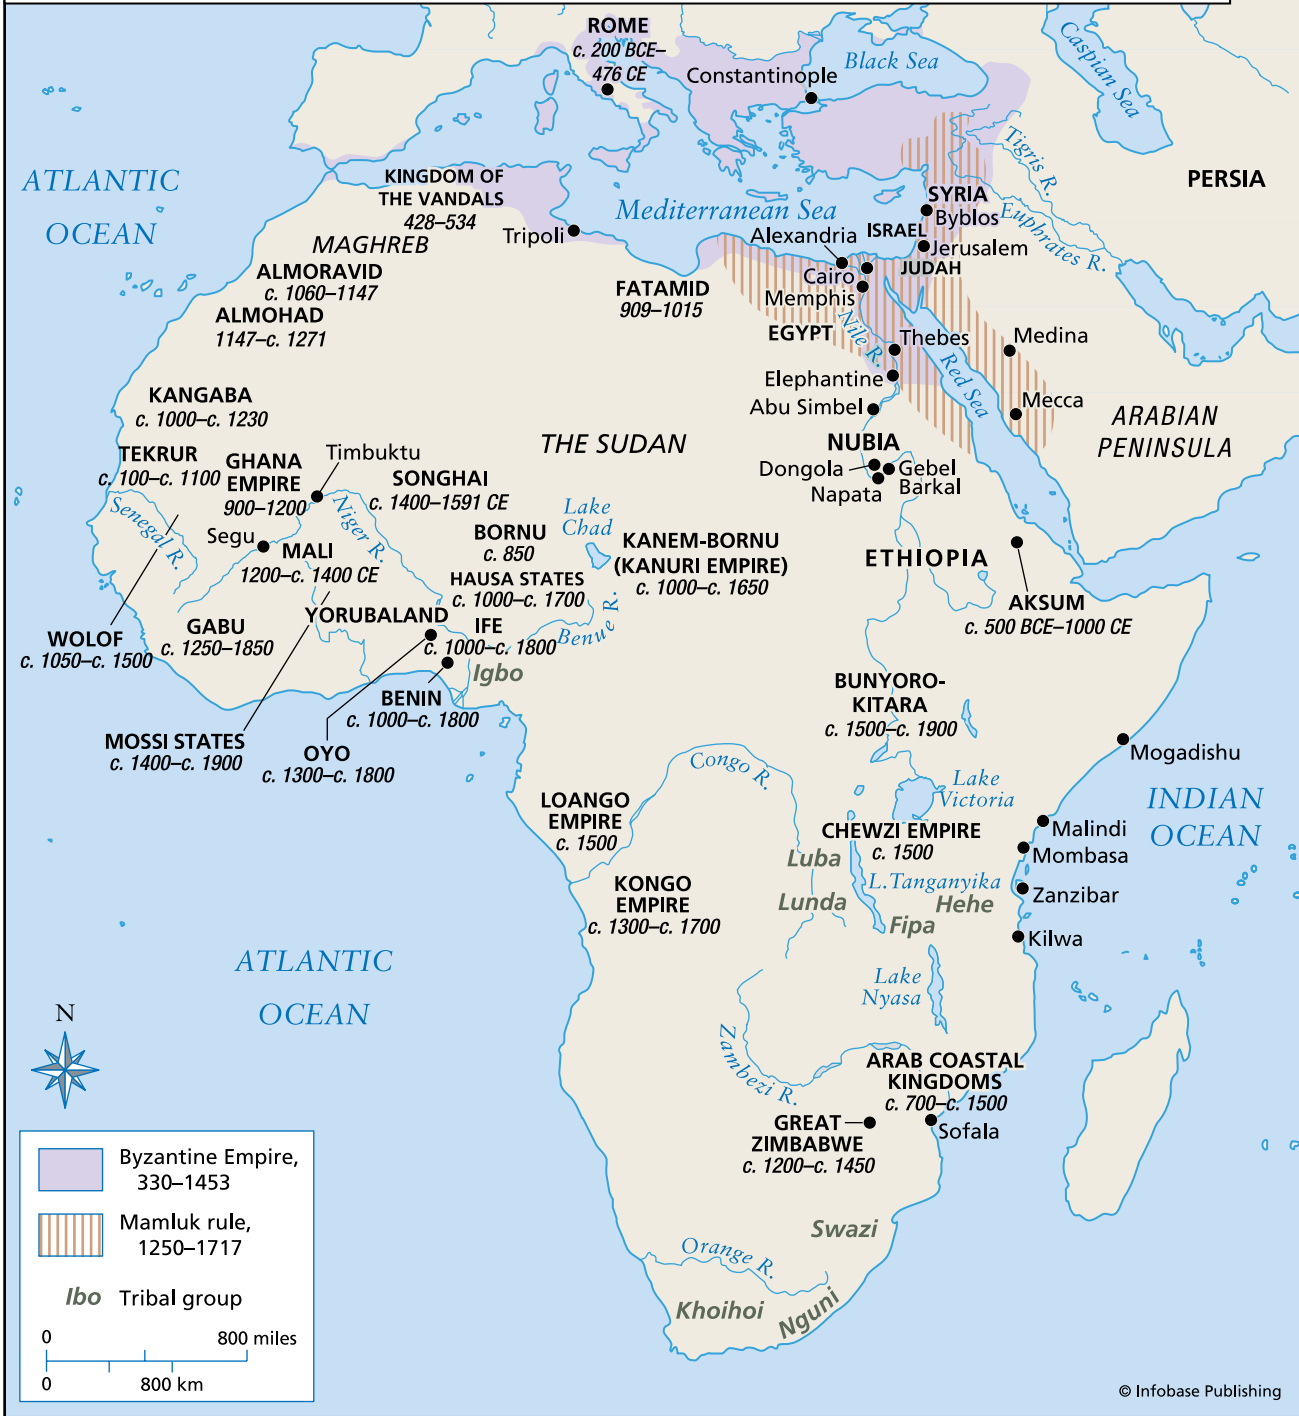 ROME
c. 200 BCE–
476 CE
Constantinople
Black Sea
Caspian Sea
ATLANTIC
OCEAN
KINGDOM OF
THE VANDALS
428–534
MAGHREB
Tripoli
Mediterranean Sea
Alexandria
Cairo
Memphis
SYRIA
Byblos
ISRAEL
Jerusalem
JUDAH
Tigris R.
Euphrates R.
PERSIA
ALMORAVID
c. 1060–1147
ALMOHAD
1147–c. 1271
FATAMID
909–1015
EGYPT
Nile R.
Thebes
Elephantine
Abu Simbel
Red Sea
Medina
Mecca
ARABIAN
PENINSULA
KANGABA
c. 1000–c. 1230
TEKRUR
c. 100–c. 1100
GHANA
EMPIRE
900–1200
Timbuktu
SONGHAI
c. 1400–1591 CE
THE SUDAN
NUBIA
Dongola
Napata
Gebel
Barkal
Senegal R.
Segu
Niger R.
MALI
1200–c. 1400 CE
BORNU
c. 850
Lake
Chad
KANEM-BORNU
(KANURI EMPIRE)
c. 1000–c. 1650
HAUSA STATES
c. 1000–c. 1700
ETHIOPIA
AKSUM
c. 500 BCE–1000 CE
WOLOF
c. 1050–c. 1500
GABU
c. 1250–1850
YORUBALAND
IFE
c. 1000–c. 1800
Benue R.
Igbo
BENIN
c. 1000–c. 1800
MOSSI STATES
c. 1400–c. 1900
OYO
c. 1300–c. 1800
BUNYORO-
KITARA
c. 1500–c. 1900
Mogadishu
Congo R.
Lake
Victoria
INDIAN
OCEAN
LOANGO
EMPIRE
c. 1500
CHEWZI EMPIRE
c. 1500
Malindi
Mombasa
Luba
L.Tanganyika
KONGO
EMPIRE
c. 1300–c. 1700
Lunda
Hehe
Fipa
Zanzibar
Kilwa
ATLANTIC
OCEAN
Lake
Nyasa
N
Zambezi R.
ARAB COASTAL
KINGDOMS
c. 700–c. 1500
GREAT
ZIMBABWE
c. 1200–c. 1450
Sofala
Swazi
Orange R.
Khoihoi
Nguni
Byzantine Empire,
330–1453
Mamluk rule,
1250–1717
Ibo Tribal group
0 800 miles
0 800 km
© Infobase Publishing